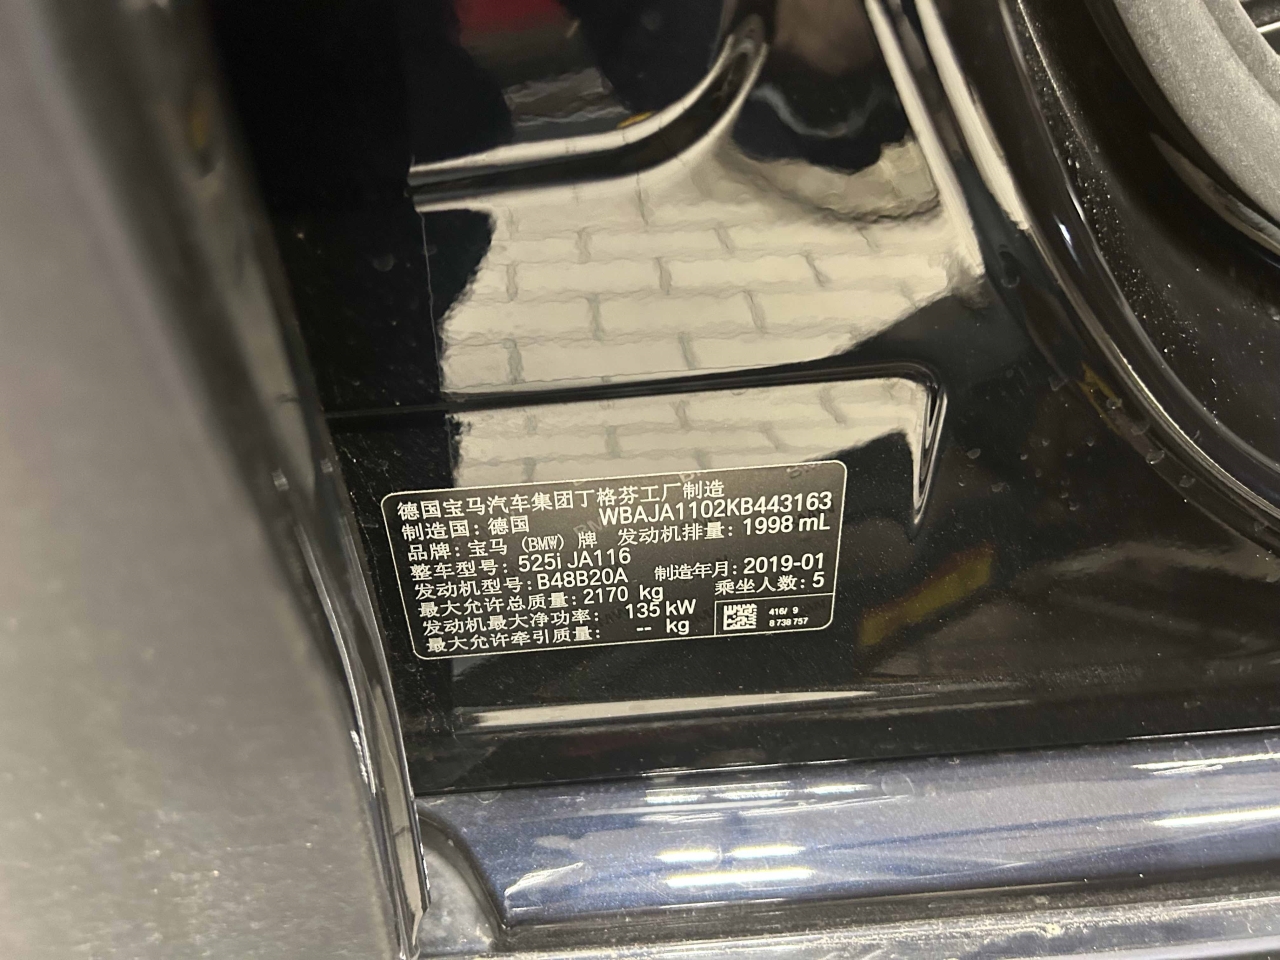 德国宝马汽车集团丁格芬工厂制造
制造国: 德国 WBAJA1102KB443163
品牌: 宝马 (BMW) 牌 发动机排量: 1998 mL
整车型号: 525i JA116
发动机型号: B48B20A 制造年月: 2019-01
最大允许总质量: 2170 kg 乘坐人数: 5
发动机最大净功率: 135 kW
最大允许牵引质量: -- kg
416/ 9
8 738 757